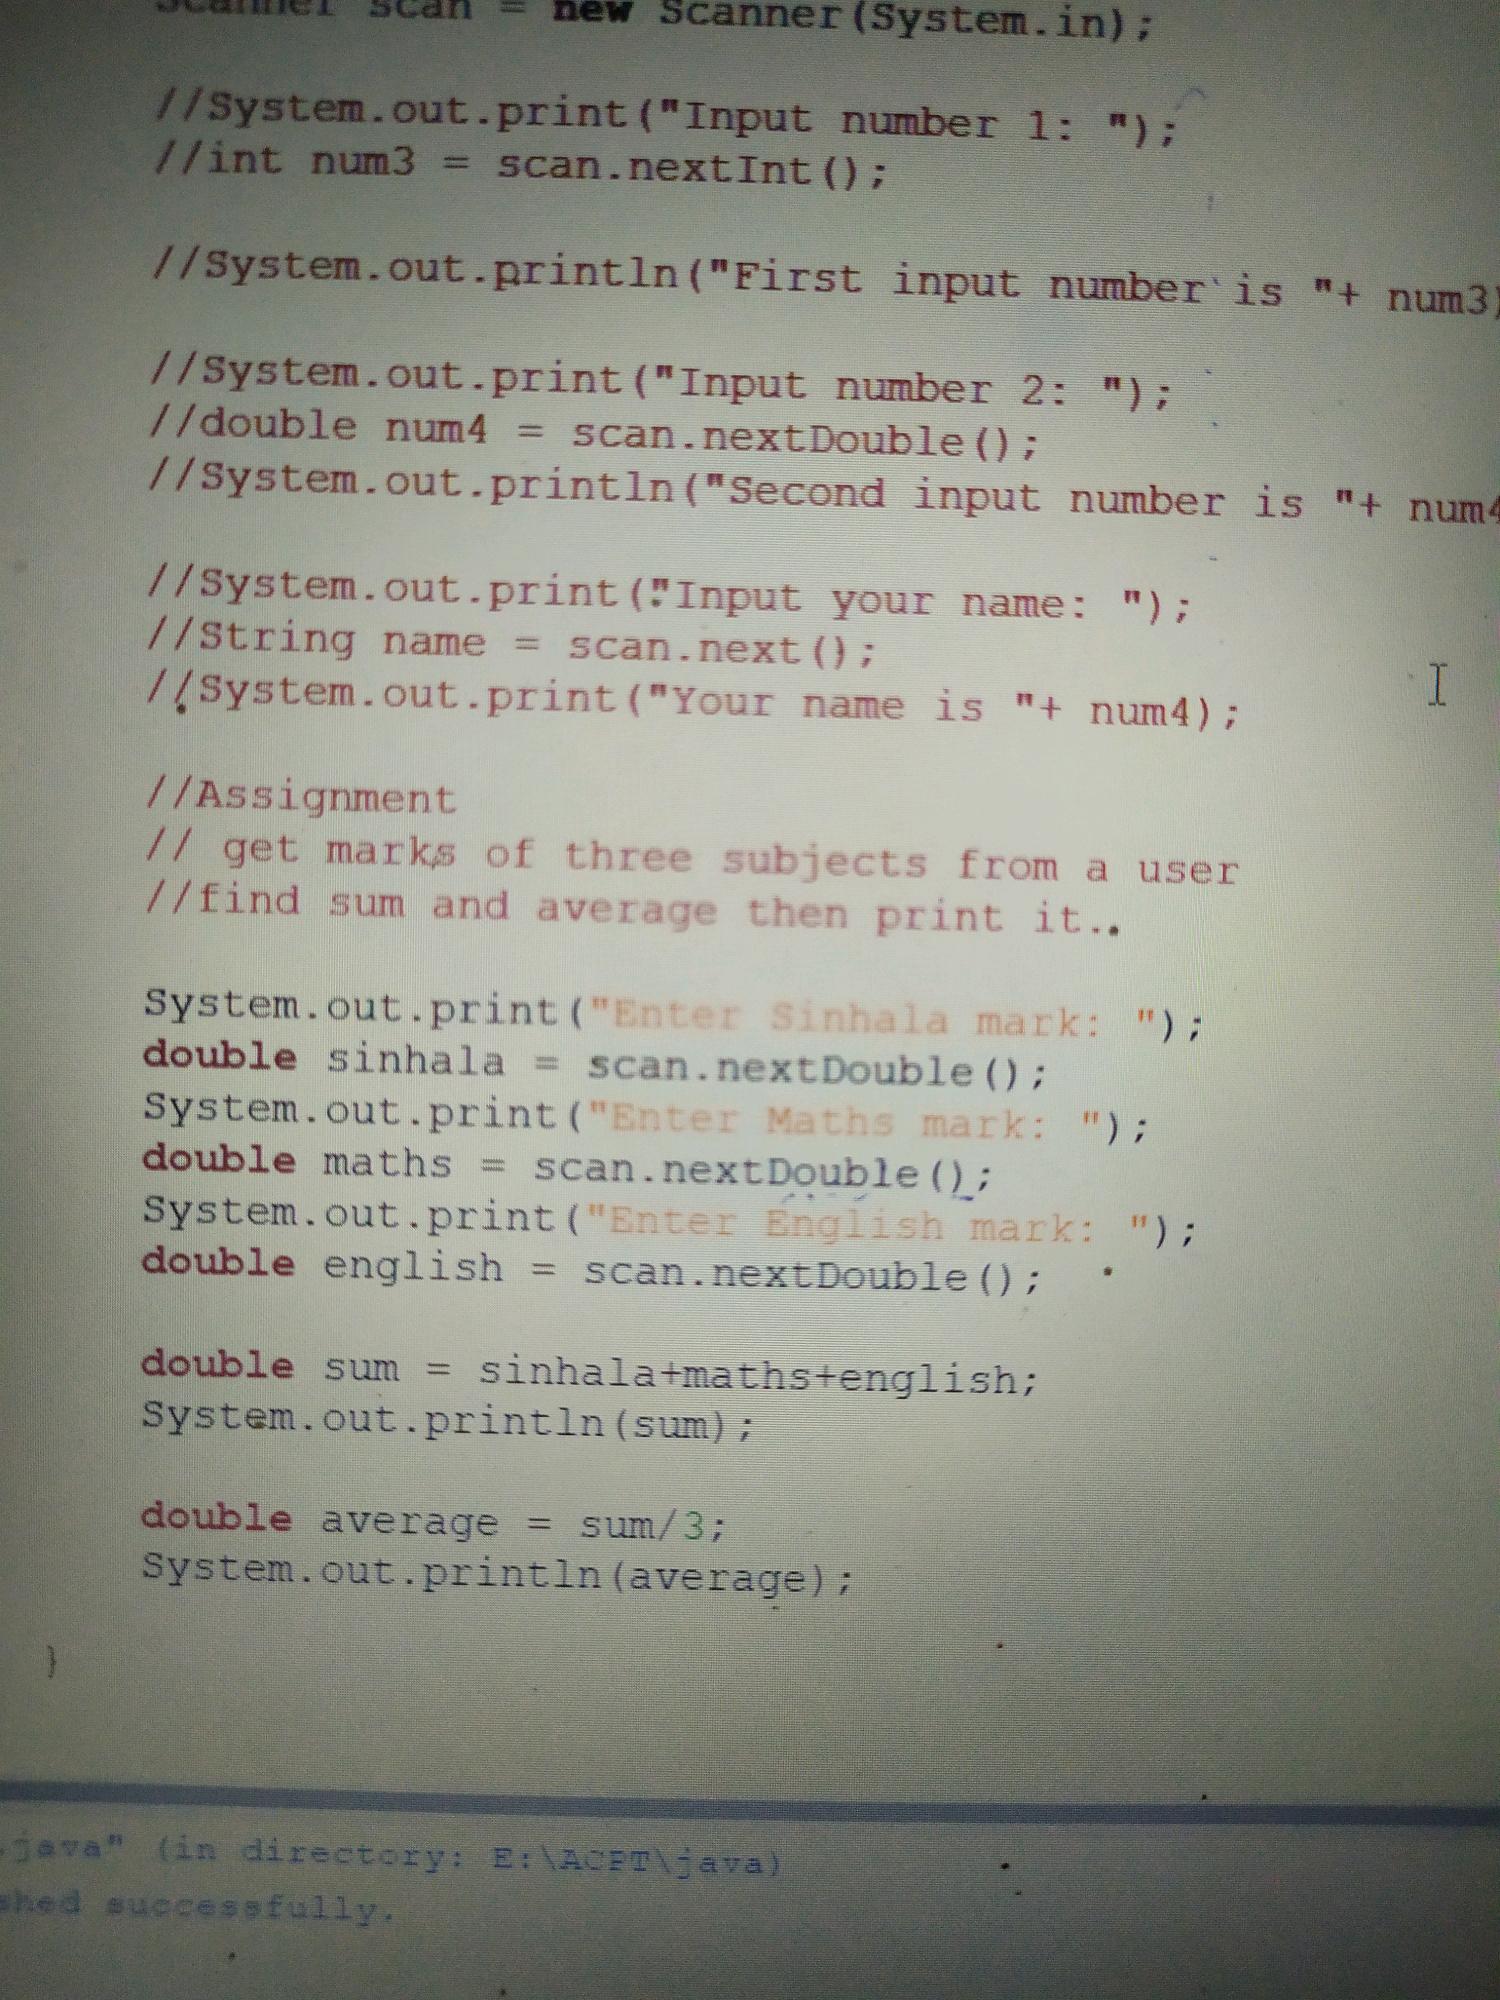 Scanner scan = new Scanner(System.in);
//System.out.print("Input number 1: ");
//int num3 = scan.nextInt();
//System.out.println("First input number is "+ num3)
//System.out.print("Input number 2: ");
//double num4 = scan.nextDouble();
//System.out.println("Second input number is "+ num4
//System.out.print("Input your name: ");
//String name = scan.next();
//System.out.print("Your name is "+ num4);
//Assignment
// get marks of three subjects from a user
//find sum and average then print it..
System.out.print("Enter Sinhala mark: ");
double sinhala = scan.nextDouble();
System.out.print("Enter Maths mark: ");
double maths = scan.nextDouble();
System.out.print("Enter English mark: ");
double english = scan.nextDouble();
double sum = sinhala+maths+english;
System.out.println(sum);
double average = sum/3;
System.out.println(average);
}
.java" (in directory: E:\ACPT\java)
shed successfully.